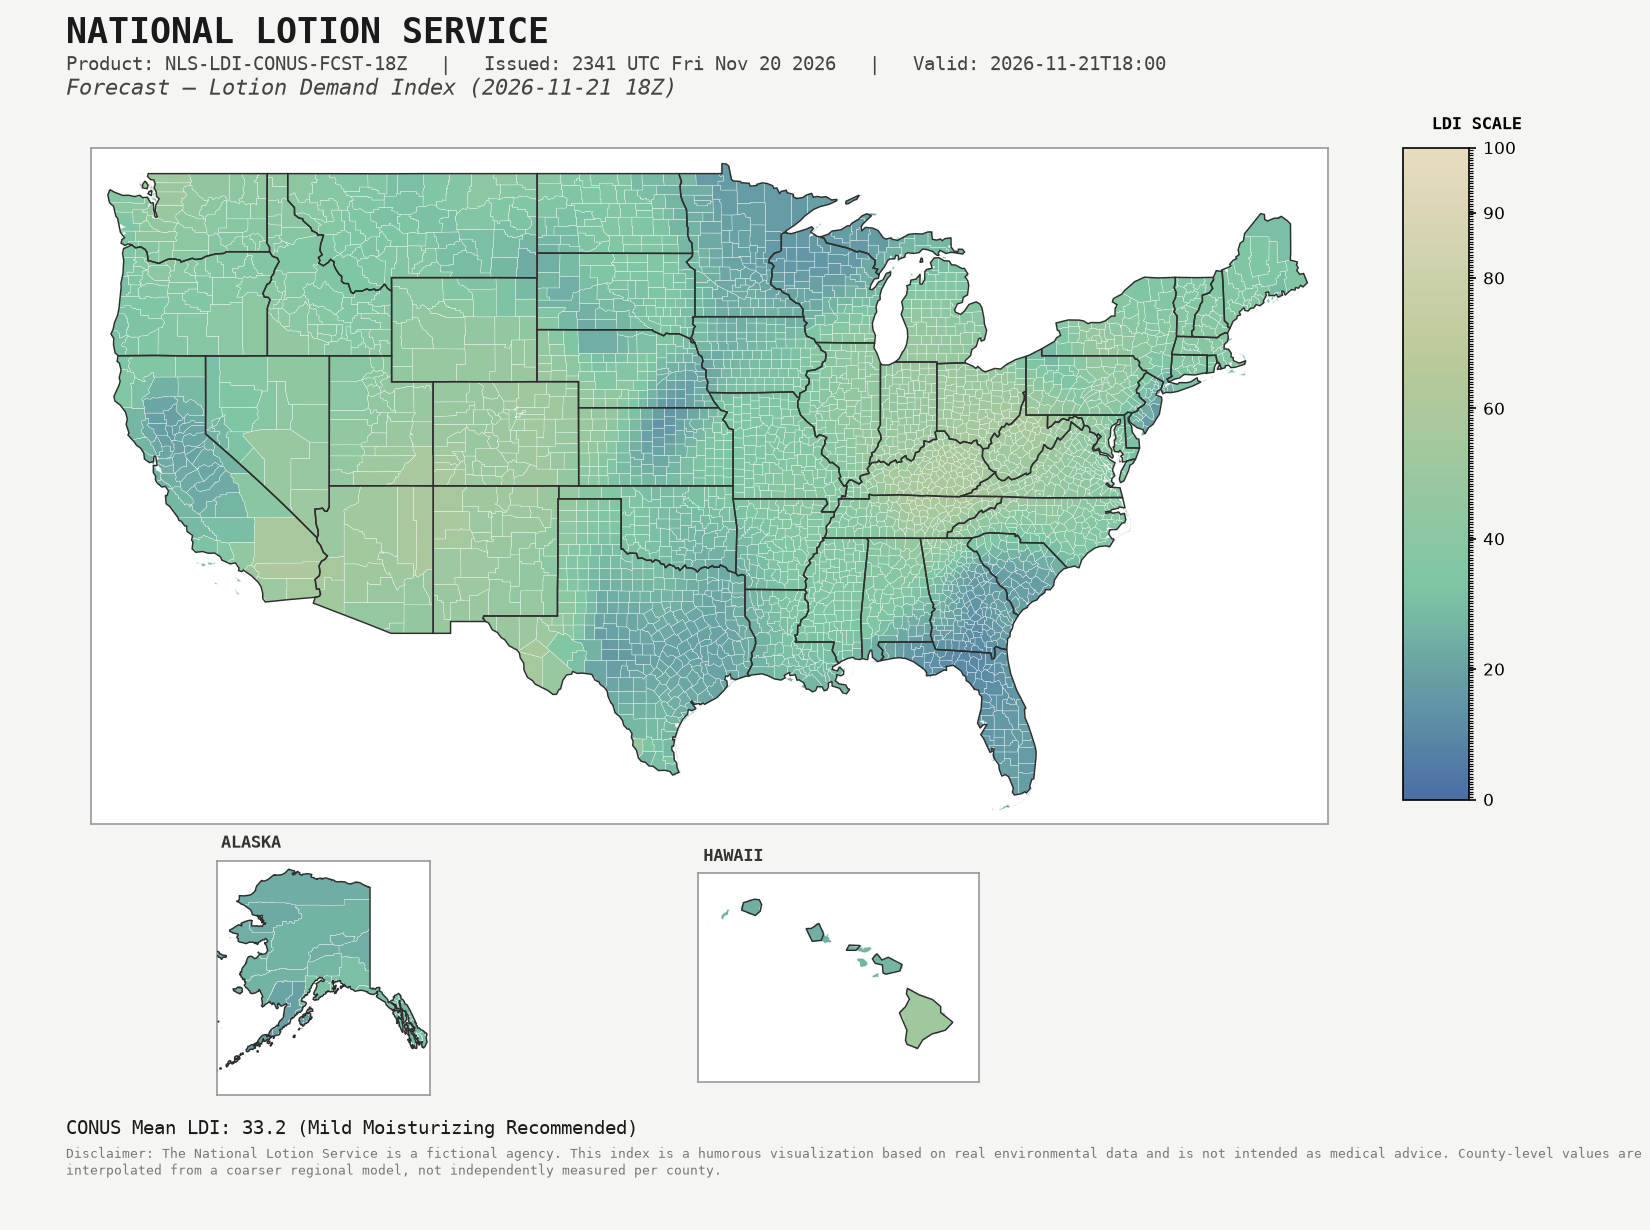 NATIONAL LOTION SERVICE
Product: NLS-LDI-CONUS-FCST-18Z | Issued: 2341 UTC Fri Nov 20 2026 | Valid: 2026-11-21T18:00
Forecast — Lotion Demand Index (2026-11-21 18Z)
LDI SCALE
100
90
80
60
40
20
0
ALASKA
HAWAII
CONUS Mean LDI: 33.2 (Mild Moisturizing Recommended)
Disclaimer: The National Lotion Service is a fictional agency. This index is a humorous visualization based on real environmental data and is not intended as medical advice. County-level values are
interpolated from a coarser regional model, not independently measured per county.